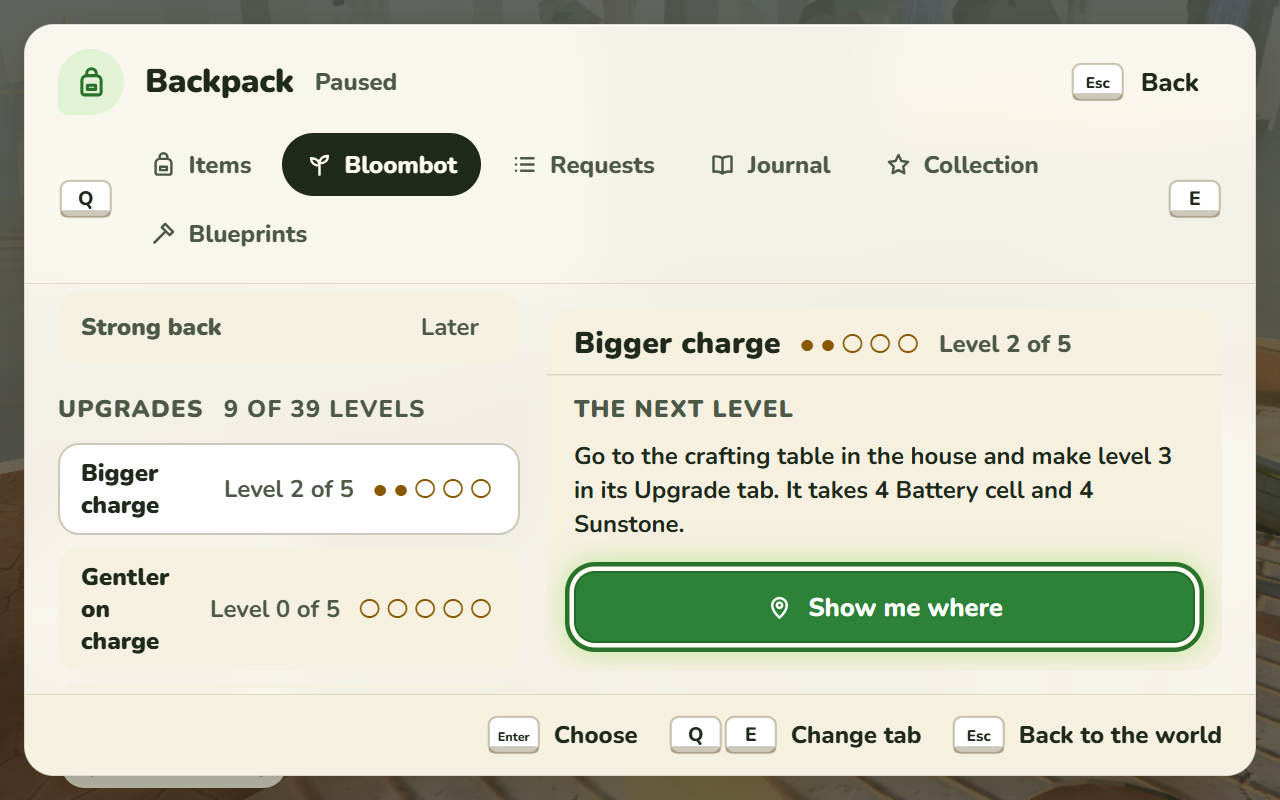 Backpack Paused
Esc Back
Items Bloombot Requests Journal Collection
Q E
Blueprints
Strong back Later
UPGRADES 9 OF 39 LEVELS
Bigger charge Level 2 of 5
Gentler on charge Level 0 of 5
Bigger charge Level 2 of 5
THE NEXT LEVEL
Go to the crafting table in the house and make level 3
in its Upgrade tab. It takes 4 Battery cell and 4
Sunstone.
Show me where
Enter Choose Q E Change tab Esc Back to the world